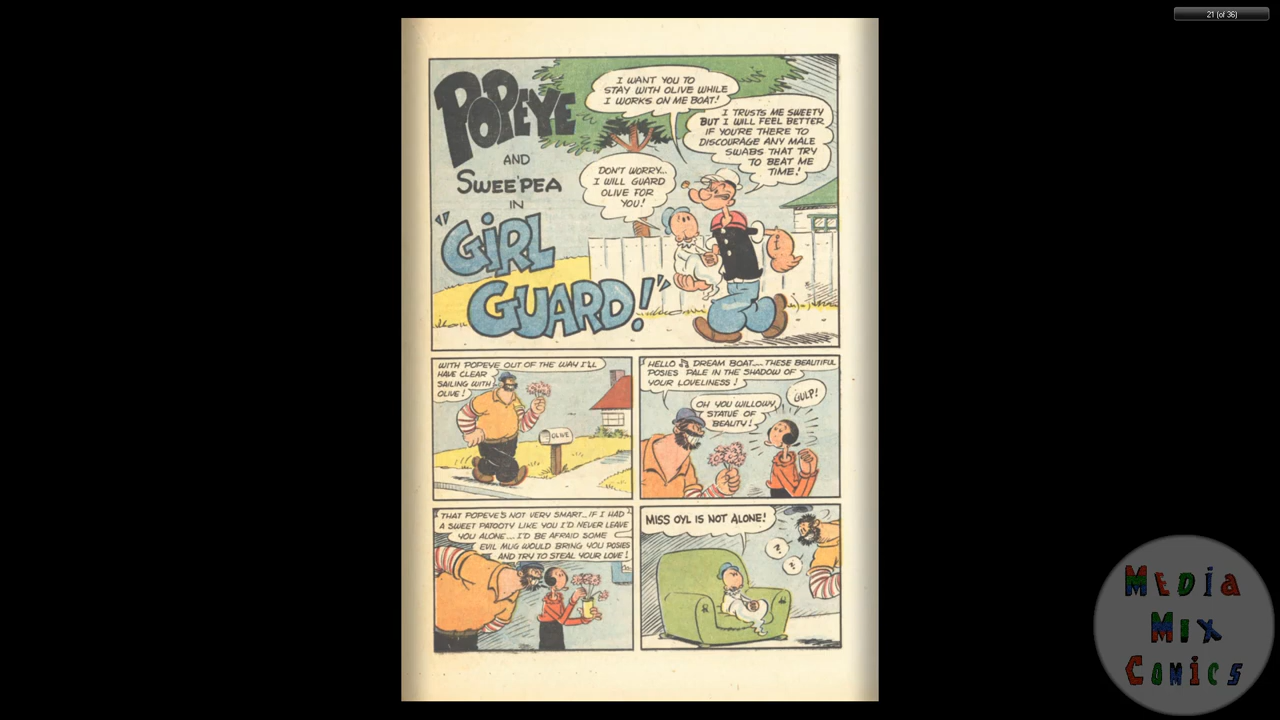 21 (of 36)
POPEYE
AND
SWEE'PEA
IN
"GIRL
GUARD!"
I WANT YOU TO
STAY WITH OLIVE WHILE
I WORKS ON ME BOAT!
I TRUSTS ME SWEETY
BUT I WILL FEEL BETTER
IF YOU'RE THERE TO
DISCOURAGE ANY MALE
SWABS THAT TRY
TO BEAT ME
TIME!
DON'T WORRY...
I WILL GUARD
OLIVE FOR
YOU!
WITH POPEYE OUT OF THE WAY I'LL
HAVE CLEAR
SAILING WITH
OLIVE!
OLIVE
HELLO ♫ DREAM BOAT..... THESE BEAUTIFUL
POSIES PALE IN THE SHADOW OF
YOUR LOVELINESS!
OH YOU WILLOWY
STATUE OF
BEAUTY!
GULP!
THAT POPEYE'S NOT VERY SMART... IF I HAD
A SWEET PATOOTY LIKE YOU I'D NEVER LEAVE
YOU ALONE... I'D BE AFRAID SOME
EVIL MUG WOULD BRING YOU POSIES
AND TRY TO STEAL YOUR LOVE!
MISS OYL IS NOT ALONE!
?
?
MEDIA
MIX
COMICS